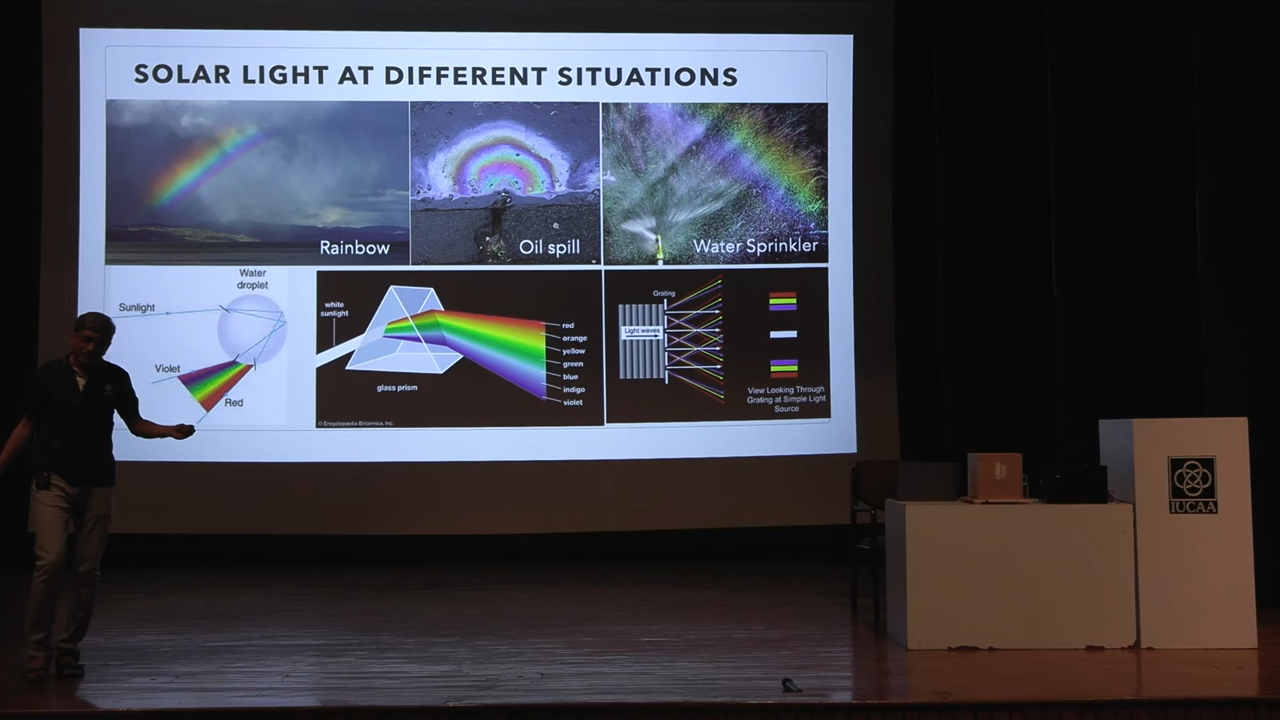 SOLAR LIGHT AT DIFFERENT SITUATIONS
Rainbow
Oil spill
Water Sprinkler
Water
droplet
Sunlight
Violet
Red
white
sunlight
glass prism
red
orange
yellow
green
blue
indigo
violet
© Encyclopædia Britannica, Inc.
Grating
Light waves
View Looking Through
Grating at Simple Light
Source
IUCAA